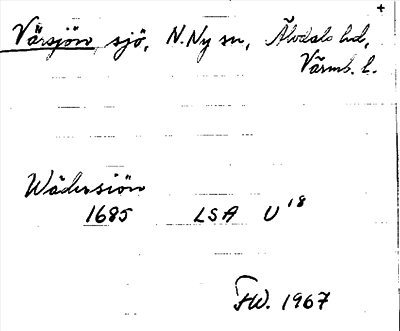 +
Värsjön, sjö, N. Ny sn, Älvdals hd,
Värml. l.
Wädersiön
1685 LSA U18
FW. 1967